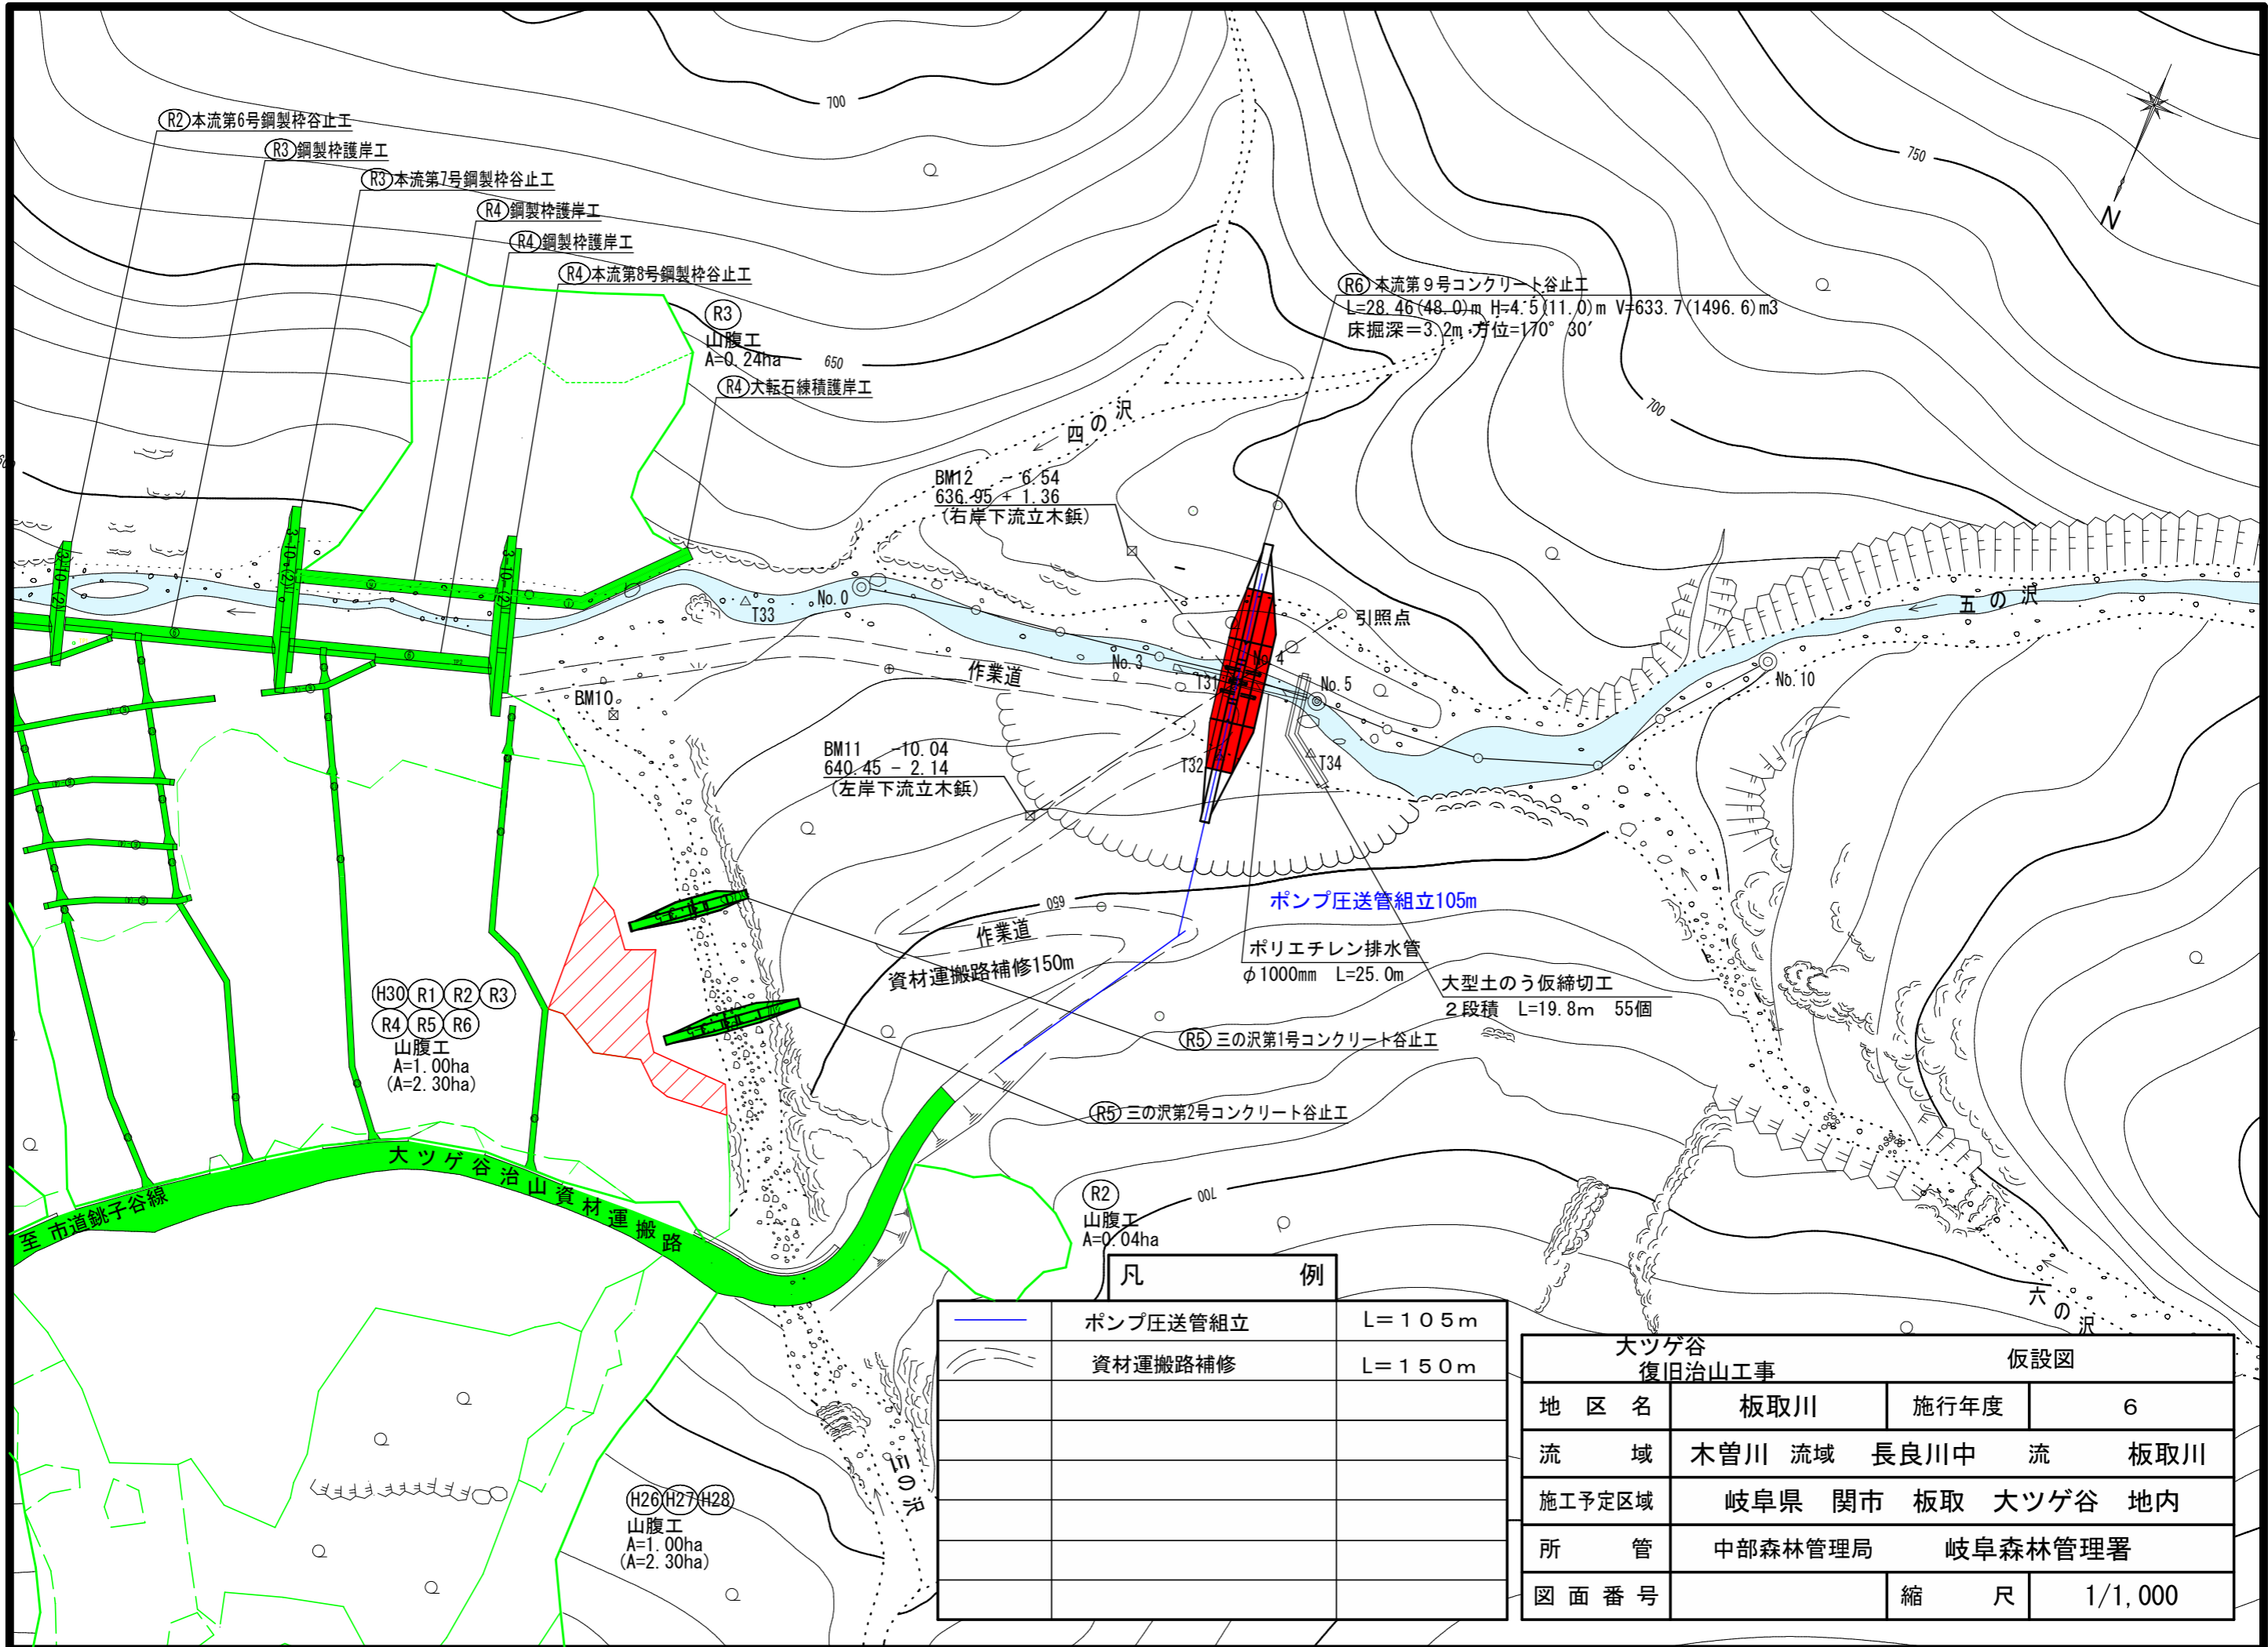 700
R2 本流第6号鋼製枠谷止工
R3 鋼製枠護岸工
R3 本流第7号鋼製枠谷止工
R4 鋼製枠護岸工
R4 鋼製枠護岸工
R4 本流第8号鋼製枠谷止工
750
N
R3
山腹工
A=0.24ha
650
R4 大転石練積護岸工
R6 本流第９号コンクリート谷止工
L=28.46(48.0)m H=4.5(11.0)m V=633.7(1496.6)m3
床掘深＝3.2m 方位=170° 30′
700
四の沢
BM12 - 6.54
636.95 + 1.36
(右岸下流立木鋲)
3-10-(2)
3-10-(2)
3-10-(2)
No.0
T33
引照点
五の沢
No.3
No.4
T31
No.5
No.10
作業道
BM10
T32
T34
BM11 -10.04
640.45 - 2.14
(左岸下流立木鋲)
650
ポンプ圧送管組立105m
作業道
資材運搬路補修150m
ポリエチレン排水管
φ1000mm L=25.0m
大型土のう仮締切工
２段積 L=19.8m 55個
H30 R1 R2 R3
R4 R5 R6
山腹工
A=1.00ha
(A=2.30ha)
R5 三の沢第1号コンクリート谷止工
R5 三の沢第2号コンクリート谷止工
大ツゲ谷治山資材運搬路
至 市道銚子谷線
R2
山腹工
A=0.04ha
700
六の沢
三の沢
H26 H27 H28
山腹工
A=1.00ha
(A=2.30ha)
凡 例
ポンプ圧送管組立 L=１０５m
資材運搬路補修 L=１５０m
大ツゲ谷
復旧治山工事 仮設図
地区名 板取川 施行年度 6
流域 木曽川 流域 長良川中 流 板取川
施工予定区域 岐阜県 関市 板取 大ツゲ谷 地内
所管 中部森林管理局 岐阜森林管理署
図面番号 縮尺 1/1,000